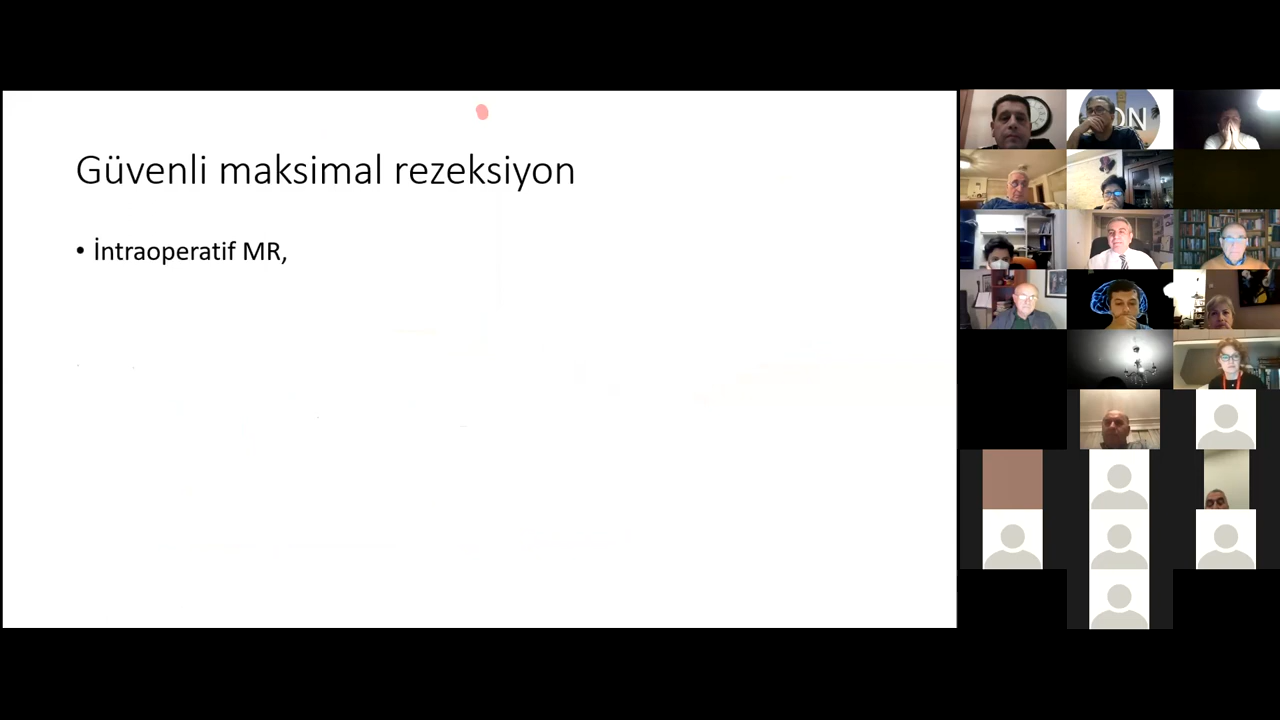 Güvenli maksimal rezeksiyon
• İntraoperatif MR,